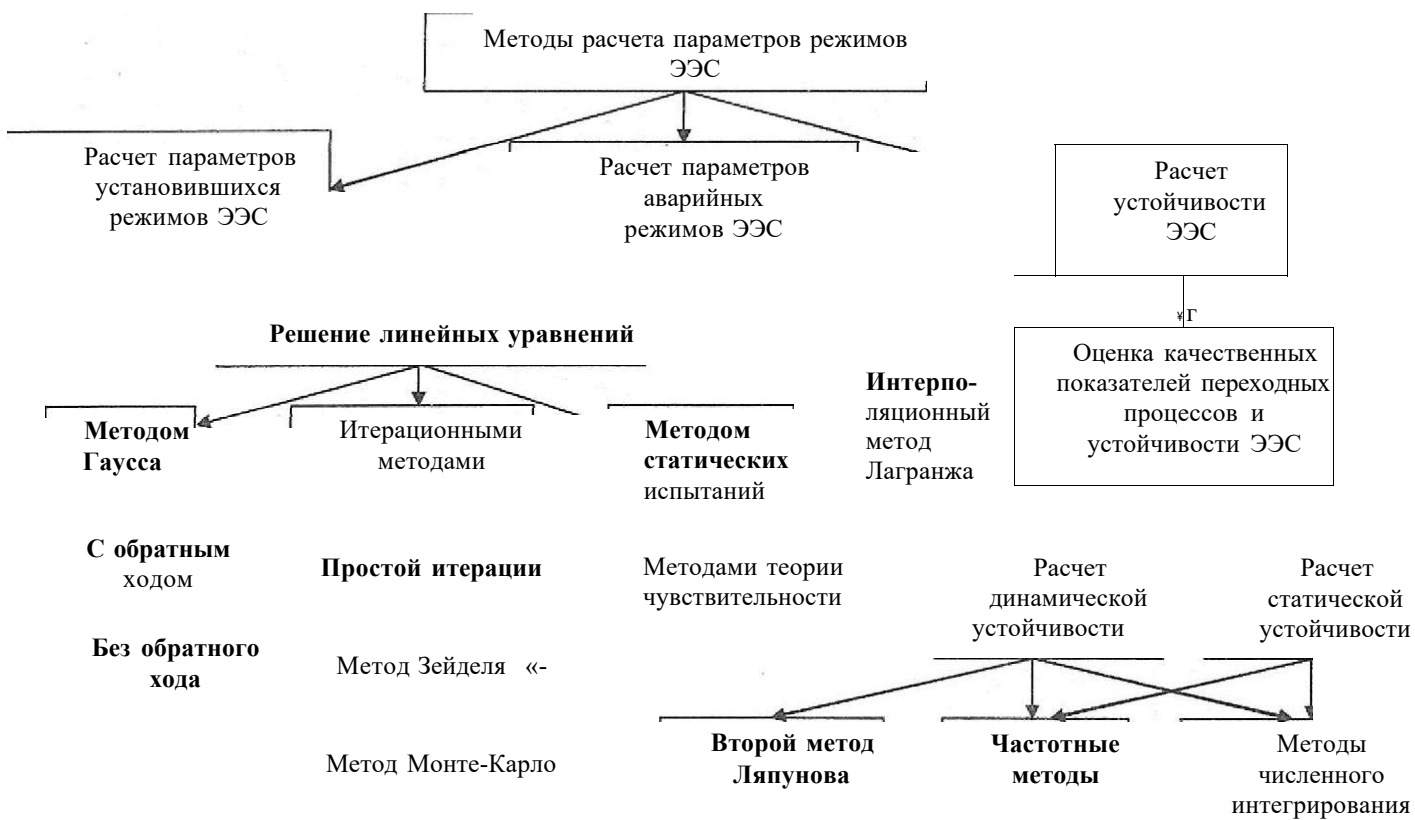 Методы расчета параметров режимов
ЭЭС
Расчет параметров
установившихся
режимов ЭЭС
Расчет параметров
аварийных
режимов ЭЭС
Расчет
устойчивости
ЭЭС
¥Г
Решение линейных уравнений
Оценка качественных
показателей переходных
процессов и
устойчивости ЭЭС
Интерпо-
ляционный
метод
Лагранжа
Методом
Гаусса
Итерационными
методами
Методом
статических
испытаний
С обратным
ходом
Простой итерации
Методами теории
чувствительности
Расчет
динамической
устойчивости
Расчет
статической
устойчивости
Без обратного
хода
Метод Зейделя «-
Метод Монте-Карло
Второй метод
Ляпунова
Частотные
методы
Методы
численного
интегрирования